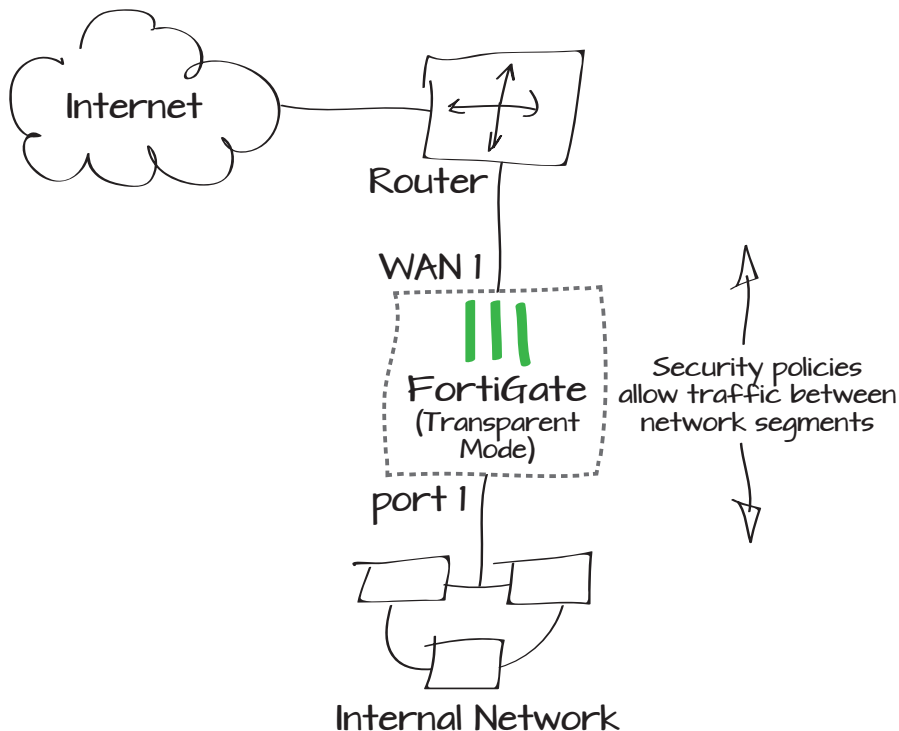 Internet
Router
WAN 1
FortiGate
(Transparent
Mode)
Security policies
allow traffic between
network segments
port 1
Internal Network